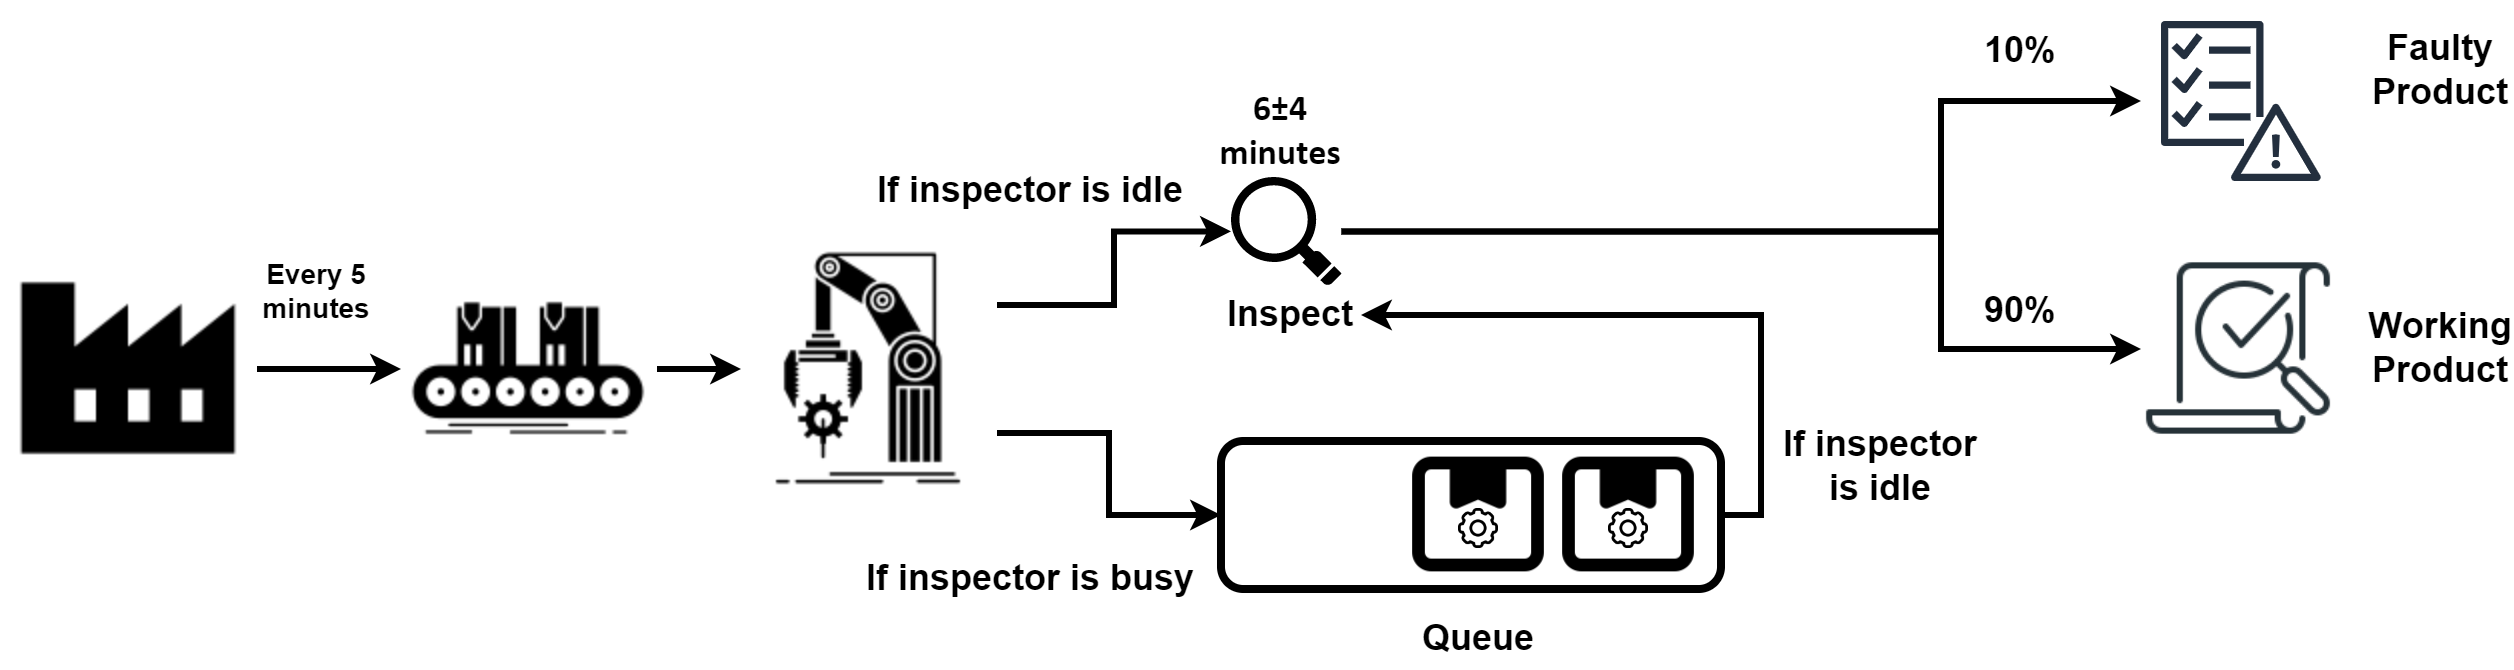 Every 5
minutes
If inspector is idle
If inspector is busy
6±4
minutes
Inspect
Queue
If inspector
is idle
10%
Faulty
Product
90%
Working
Product